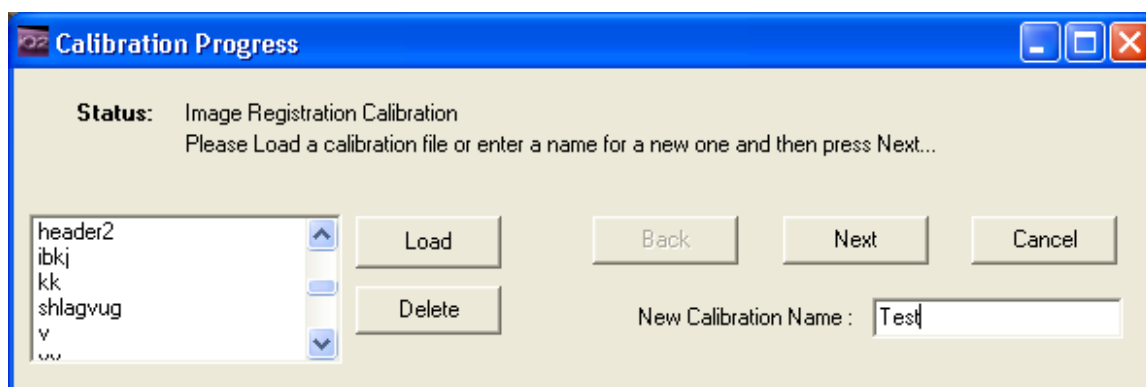 Calibration Progress
Status: Image Registration Calibration
Please Load a calibration file or enter a name for a new one and then press Next...
header2
ibkj
kk
shlagvug
v
Load
Delete
Back
Next
Cancel
New Calibration Name : Test